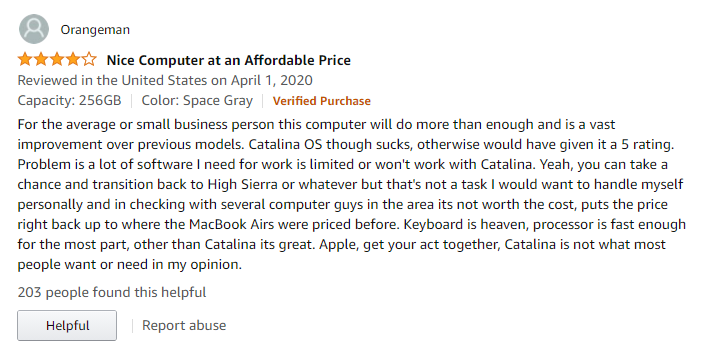 Orangeman
Nice Computer at an Affordable Price
Reviewed in the United States on April 1, 2020
Capacity: 256GB | Color: Space Gray | Verified Purchase
For the average or small business person this computer will do more than enough and is a vast
improvement over previous models. Catalina OS though sucks, otherwise would have given it a 5 rating.
Problem is a lot of software I need for work is limited or won't work with Catalina. Yeah, you can take a
chance and transition back to High Sierra or whatever but that's not a task I would want to handle myself
personally and in checking with several computer guys in the area its not worth the cost, puts the price
right back up to where the MacBook Airs were priced before. Keyboard is heaven, processor is fast enough
for the most part, other than Catalina its great. Apple, get your act together, Catalina is not what most
people want or need in my opinion.
203 people found this helpful
Helpful | Report abuse